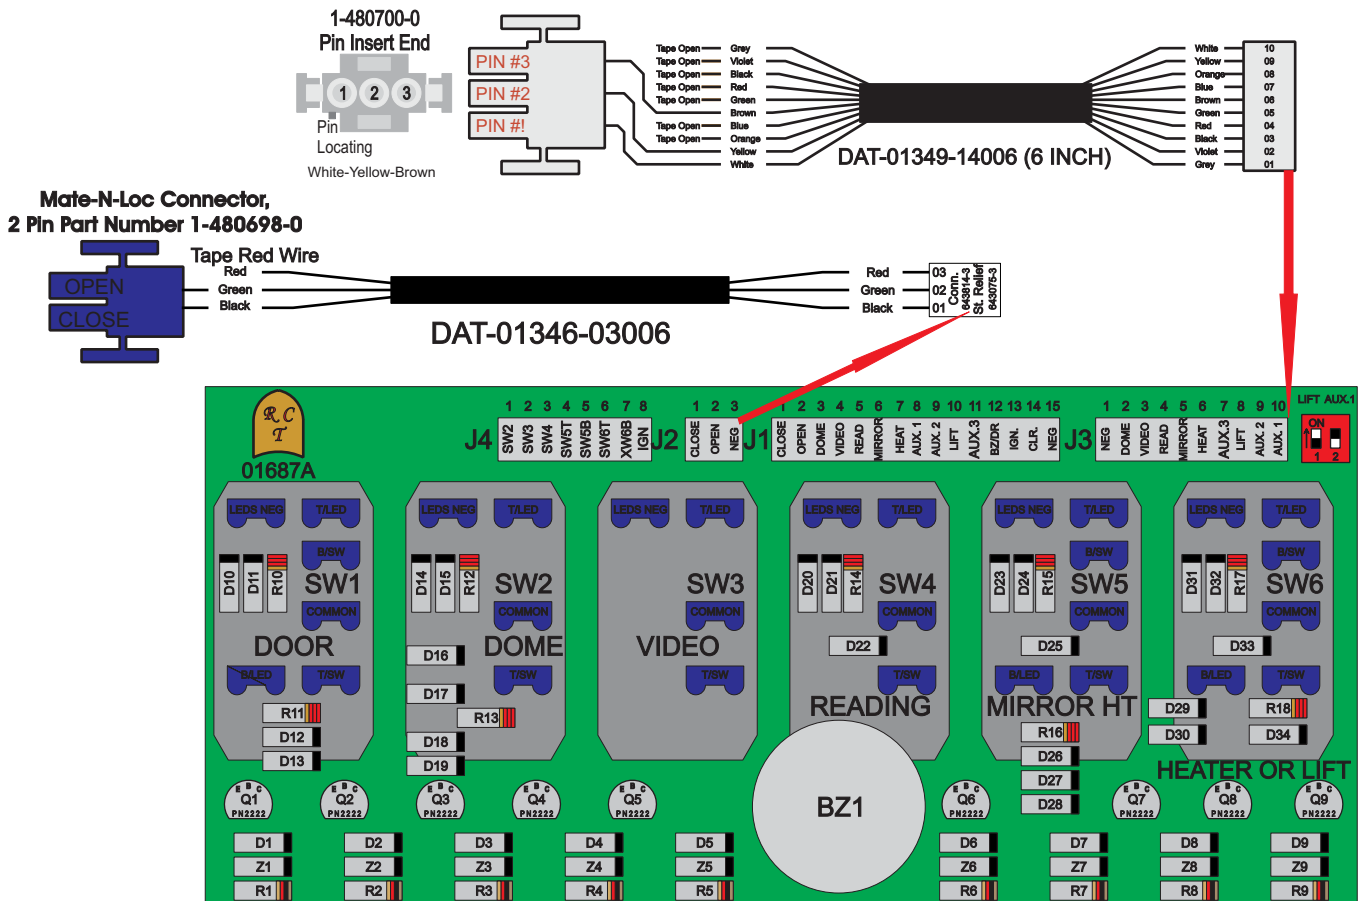 1-480700-0
Pin Insert End
1 2 3
Pin
Locating
White-Yellow-Brown
PIN #3
PIN #2
PIN #!
Tape Open Grey
Tape Open Violet
Tape Open Black
Tape Open Red
Tape Open Green
Brown
Tape Open Blue
Tape Open Orange
Yellow
White
DAT-01349-14006 (6 INCH)
White 10
Yellow 09
Orange 08
Blue 07
Brown 06
Green 05
Red 04
Black 03
Violet 02
Grey 01
Mate-N-Loc Connector,
2 Pin Part Number 1-480698-0
Tape Red Wire
OPEN
CLOSE
Red
Green
Black
DAT-01346-03006
Red 03
Green 02
Black 01
Conn.
643814-3
St. Relief
643075-3
R C
T
01687A
J4
1 2 3 4 5 6 7 8
SW2 SW3 SW4 SW5T SW5B SW6T XW6B IGN
J2
1 2 3
CLOSE OPEN NEG
J1
1 2 3 4 5 6 7 8 9 10 11 12 13 14 15
CLOSE OPEN DOME VIDEO READ MIRROR HEAT AUX. 1 AUX. 2 LIFT AUX.3 BZ/DR IGN. CLR. NEG
J3
1 2 3 4 5 6 7 8 9 10
NEG DOME VIDEO READ MIRROR HEAT AUX.3 LIFT AUX. 2 AUX. 1
LIFT AUX.1
ON
1 2
LEDS NEG T/LED
B/SW
D10 D11 R10
SW1
COMMON
DOOR
B/LED T/SW
R11
D12
D13
LEDS NEG T/LED
D14 D15 R12
SW2
COMMON
D16
DOME
D17
T/SW
R13
D18
D19
LEDS NEG T/LED
SW3
COMMON
VIDEO
T/SW
LEDS NEG T/LED
D20 D21 R14
SW4
COMMON
D22
T/SW
READING
LEDS NEG T/LED
B/SW
D23 D24 R15
SW5
COMMON
D25
B/LED T/SW
MIRROR HT
R16
D26
D27
D28
LEDS NEG T/LED
B/SW
D31 D32 R17
SW6
COMMON
D33
B/LED T/SW
D29 R18
D30 D34
HEATER OR LIFT
BZ1
E B C
Q1
PN2222
E B C
Q2
PN2222
E B C
Q3
PN2222
E B C
Q4
PN2222
E B C
Q5
PN2222
E B C
Q6
PN2222
E B C
Q7
PN2222
E B C
Q8
PN2222
E B C
Q9
PN2222
D1 D2 D3 D4 D5 D6 D7 D8 D9
Z1 Z2 Z3 Z4 Z5 Z6 Z7 Z8 Z9
R1 R2 R3 R4 R5 R6 R7 R8 R9